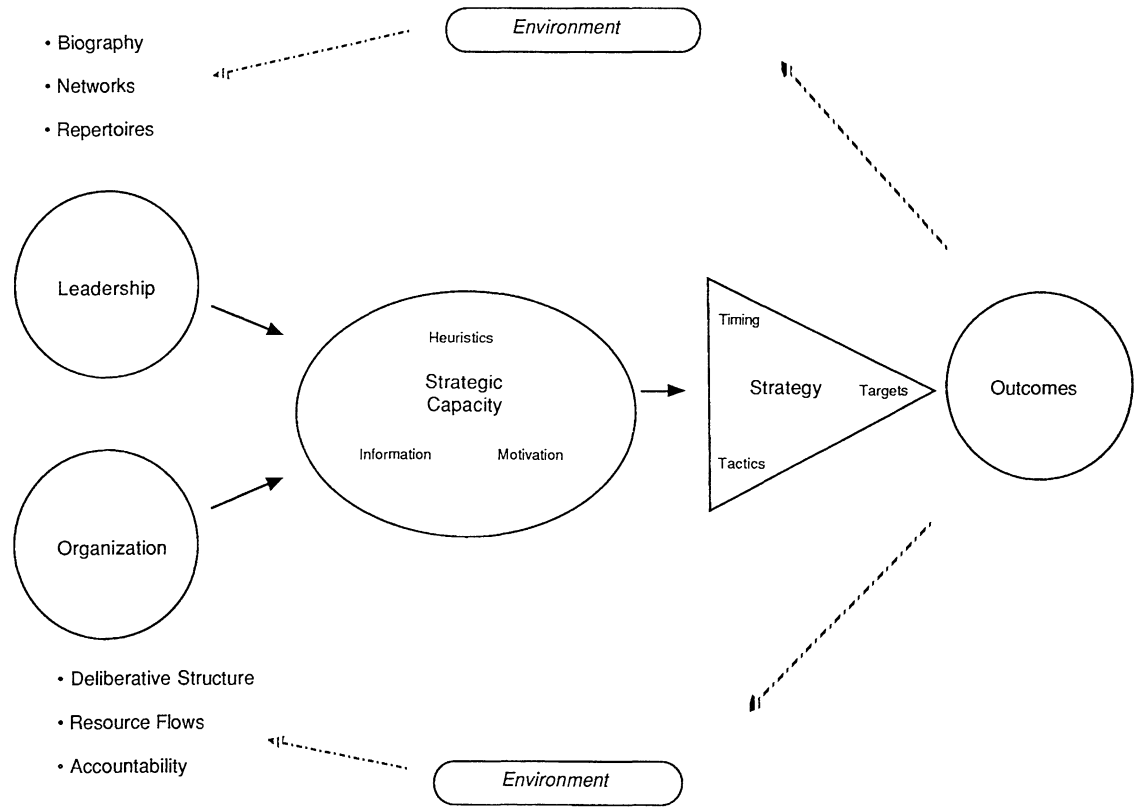 Environment
• Biography
• Networks
• Repertoires
Leadership
Heuristics
Strategic
Capacity
Information
Motivation
Timing
Strategy
Targets
Tactics
Outcomes
Organization
• Deliberative Structure
• Resource Flows
• Accountability
Environment